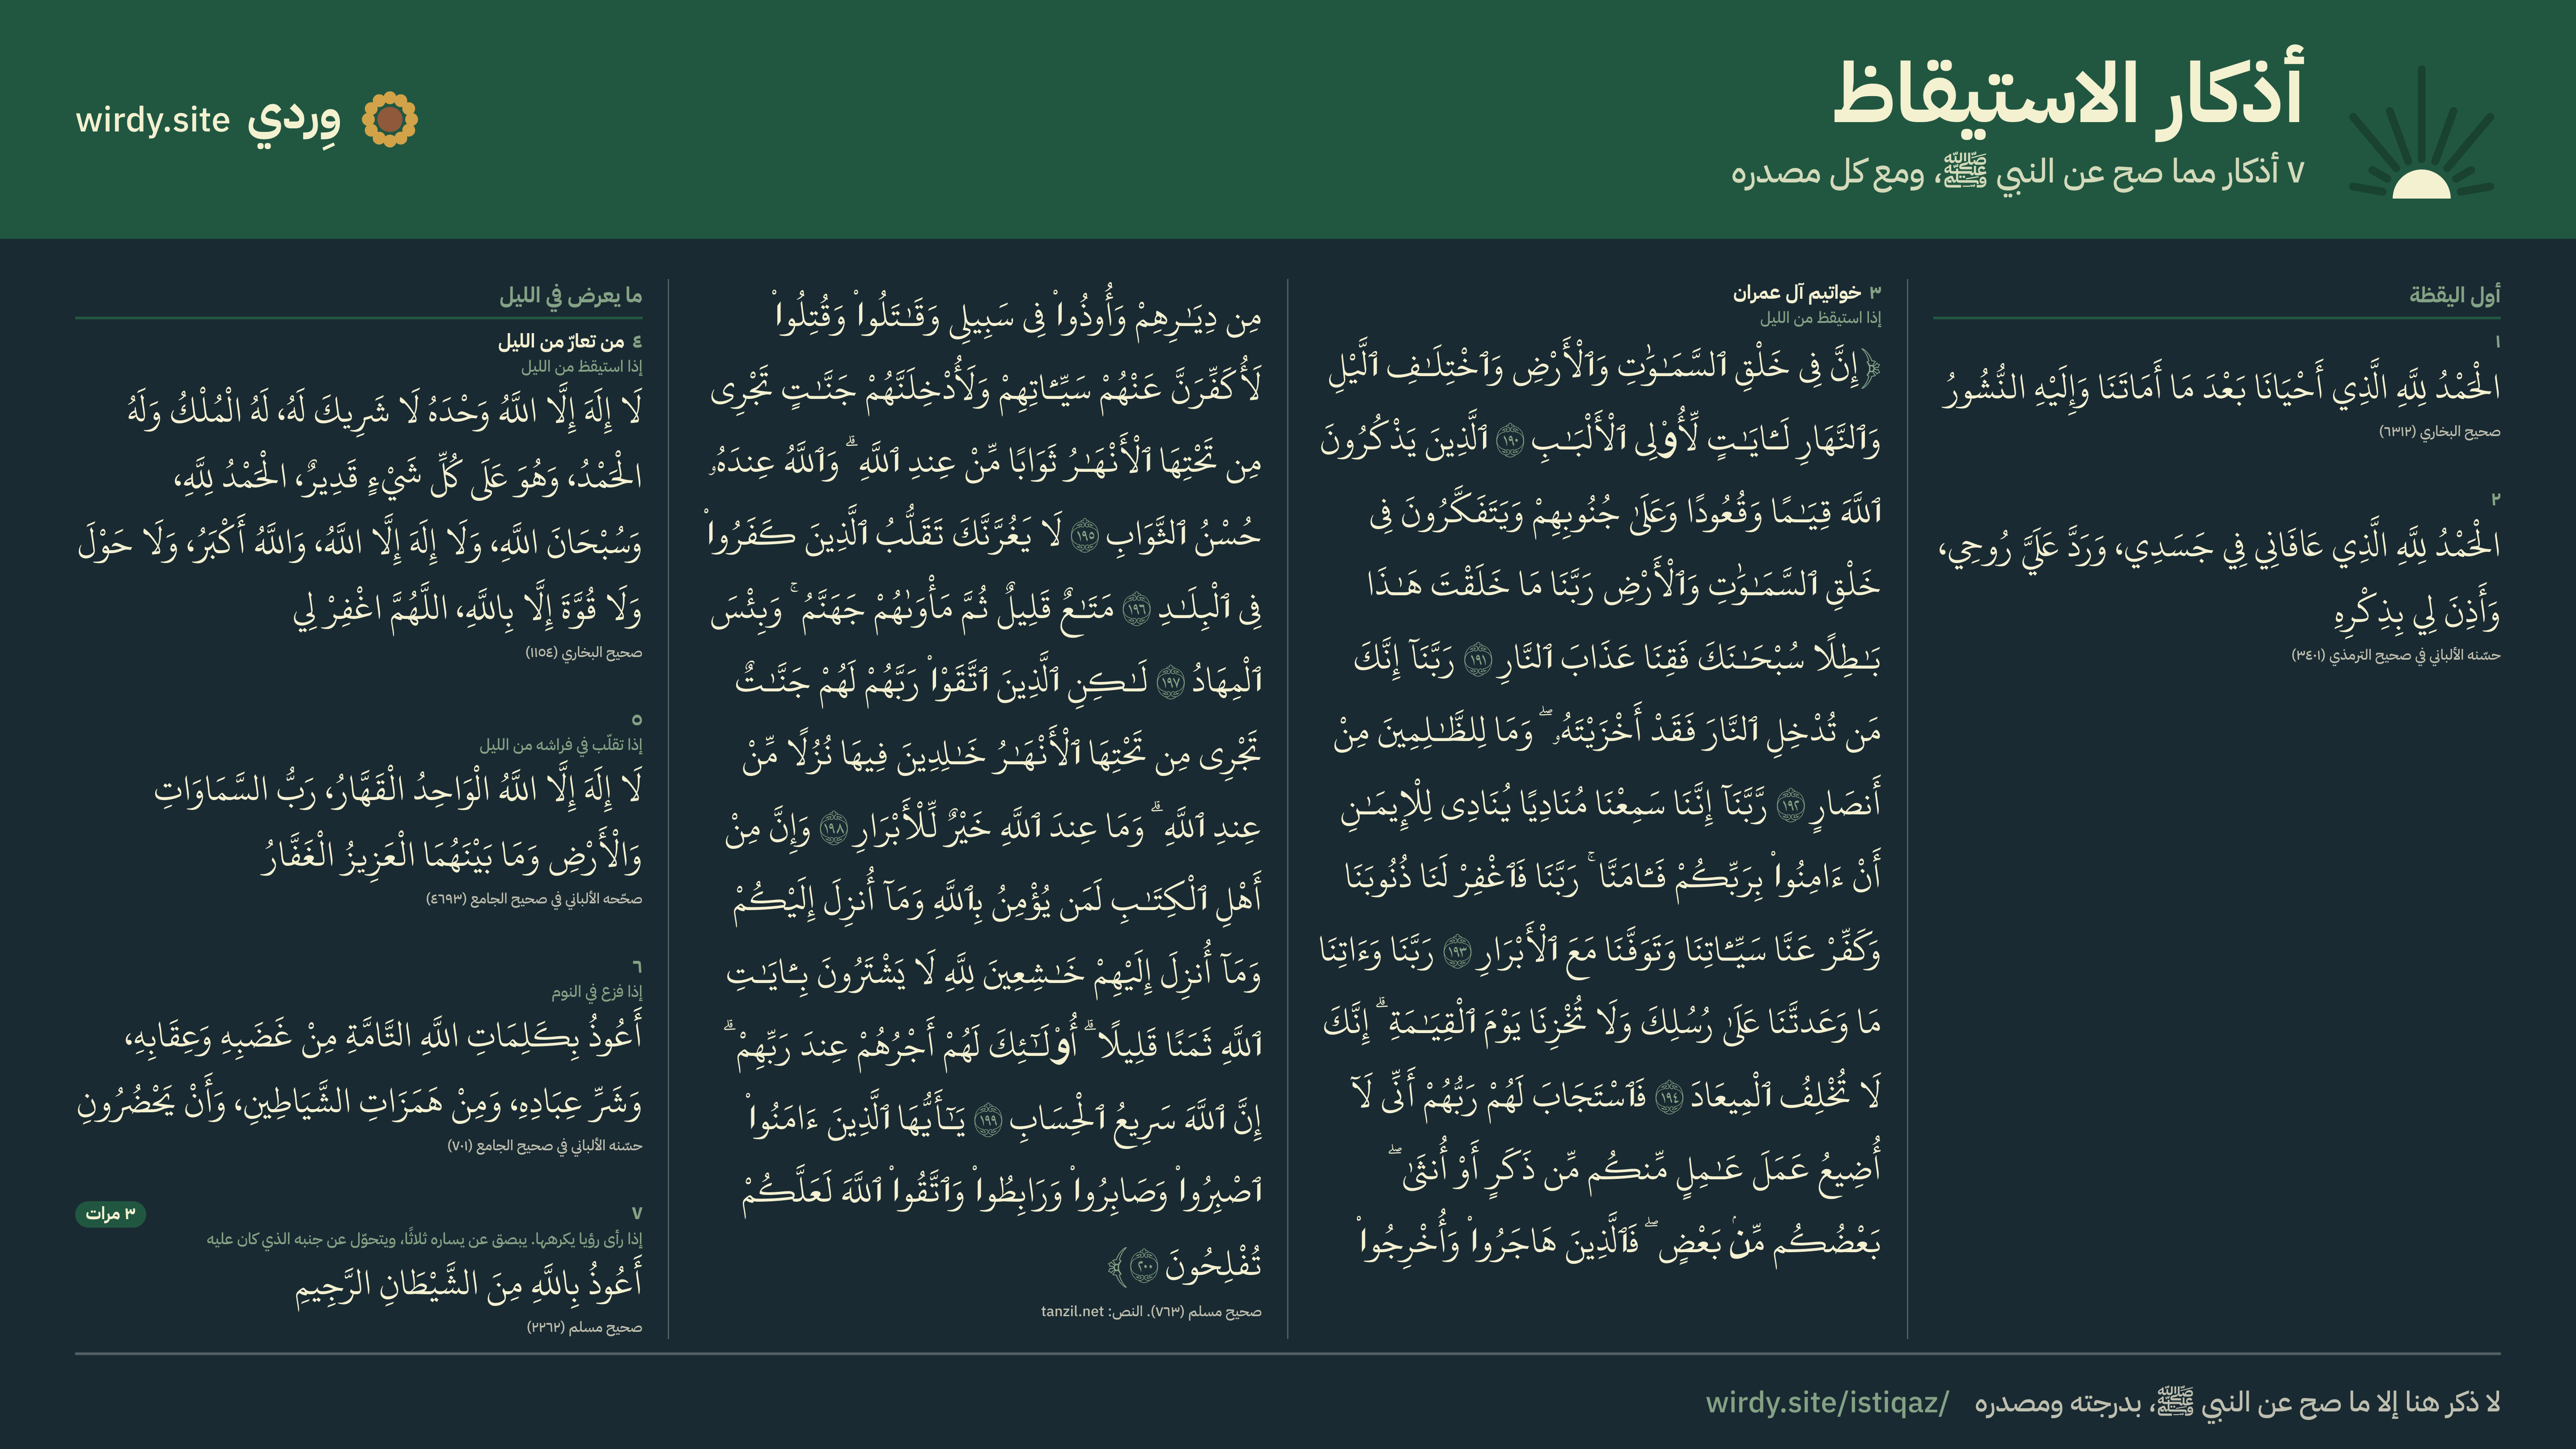 أذكار الاستيقاظ
٧ أذكار مما صح عن النبي ﷺ، ومع كل مصدره
وِردي wirdy.site
أول اليقظة
١
الْحَمْدُ لِلَّهِ الَّذِي أَحْيَانَا بَعْدَ مَا أَمَاتَنَا وَإِلَيْهِ النُّشُورُ
صحيح البخاري (٦٣١٢)
٢
الْحَمْدُ لِلَّهِ الَّذِي عَافَانِي فِي جَسَدِي، وَرَدَّ عَلَيَّ رُوحِي،
وَأَذِنَ لِي بِذِكْرِهِ
حسّنه الألباني في صحيح الترمذي (٣٤٠١)
٣ خواتيم آل عمران
إذا استيقظ من الليل
﴿إِنَّ فِى خَلْقِ ٱلسَّمَـٰوَٰتِ وَٱلْأَرْضِ وَٱخْتِلَـٰفِ ٱلَّيْلِ
وَٱلنَّهَارِ لَـَٔايَـٰتٍ لِّأُو۟لِى ٱلْأَلْبَـٰبِ ١٩٠ ٱلَّذِينَ يَذْكُرُونَ
ٱللَّهَ قِيَـٰمًا وَقُعُودًا وَعَلَىٰ جُنُوبِهِمْ وَيَتَفَكَّرُونَ فِى
خَلْقِ ٱلسَّمَـٰوَٰتِ وَٱلْأَرْضِ رَبَّنَا مَا خَلَقْتَ هَـٰذَا
بَـٰطِلًا سُبْحَـٰنَكَ فَقِنَا عَذَابَ ٱلنَّارِ ١٩١ رَبَّنَآ إِنَّكَ
مَن تُدْخِلِ ٱلنَّارَ فَقَدْ أَخْزَيْتَهُۥ ۖ وَمَا لِلظَّـٰلِمِينَ مِنْ
أَنصَارٍ ١٩٢ رَّبَّنَآ إِنَّنَا سَمِعْنَا مُنَادِيًا يُنَادِى لِلْإِيمَـٰنِ
أَنْ ءَامِنُوا۟ بِرَبِّكُمْ فَـَٔامَنَّا ۚ رَبَّنَا فَٱغْفِرْ لَنَا ذُنُوبَنَا
وَكَفِّرْ عَنَّا سَيِّـَٔاتِنَا وَتَوَفَّنَا مَعَ ٱلْأَبْرَارِ ١٩٣ رَبَّنَا وَءَاتِنَا
مَا وَعَدتَّنَا عَلَىٰ رُسُلِكَ وَلَا تُخْزِنَا يَوْمَ ٱلْقِيَـٰمَةِ ۗ إِنَّكَ
لَا تُخْلِفُ ٱلْمِيعَادَ ١٩٤ فَٱسْتَجَابَ لَهُمْ رَبُّهُمْ أَنِّى لَآ
أُضِيعُ عَمَلَ عَـٰمِلٍ مِّنكُم مِّن ذَكَرٍ أَوْ أُنثَىٰ ۖ
بَعْضُكُم مِّنۢ بَعْضٍ ۖ فَٱلَّذِينَ هَاجَرُوا۟ وَأُخْرِجُوا۟
مِن دِيَـٰرِهِمْ وَأُوذُوا۟ فِى سَبِيلِى وَقَـٰتَلُوا۟ وَقُتِلُوا۟
لَأُكَفِّرَنَّ عَنْهُمْ سَيِّـَٔاتِهِمْ وَلَأُدْخِلَنَّهُمْ جَنَّـٰتٍ تَجْرِى
مِن تَحْتِهَا ٱلْأَنْهَـٰرُ ثَوَابًا مِّنْ عِندِ ٱللَّهِ ۗ وَٱللَّهُ عِندَهُۥ
حُسْنُ ٱلثَّوَابِ ١٩٥ لَا يَغُرَّنَّكَ تَقَلُّبُ ٱلَّذِينَ كَفَرُوا۟
فِى ٱلْبِلَـٰدِ ١٩٦ مَتَـٰعٌ قَلِيلٌ ثُمَّ مَأْوَىٰهُمْ جَهَنَّمُ ۚ وَبِئْسَ
ٱلْمِهَادُ ١٩٧ لَـٰكِنِ ٱلَّذِينَ ٱتَّقَوْا۟ رَبَّهُمْ لَهُمْ جَنَّـٰتٌ
تَجْرِى مِن تَحْتِهَا ٱلْأَنْهَـٰرُ خَـٰلِدِينَ فِيهَا نُزُلًا مِّنْ
عِندِ ٱللَّهِ ۗ وَمَا عِندَ ٱللَّهِ خَيْرٌ لِّلْأَبْرَارِ ١٩٨ وَإِنَّ مِنْ
أَهْلِ ٱلْكِتَـٰبِ لَمَن يُؤْمِنُ بِٱللَّهِ وَمَآ أُنزِلَ إِلَيْكُمْ
وَمَآ أُنزِلَ إِلَيْهِمْ خَـٰشِعِينَ لِلَّهِ لَا يَشْتَرُونَ بِـَٔايَـٰتِ
ٱللَّهِ ثَمَنًا قَلِيلًا ۗ أُو۟لَـٰٓئِكَ لَهُمْ أَجْرُهُمْ عِندَ رَبِّهِمْ ۗ
إِنَّ ٱللَّهَ سَرِيعُ ٱلْحِسَابِ ١٩٩ يَـٰٓأَيُّهَا ٱلَّذِينَ ءَامَنُوا۟
ٱصْبِرُوا۟ وَصَابِرُوا۟ وَرَابِطُوا۟ وَٱتَّقُوا۟ ٱللَّهَ لَعَلَّكُمْ
تُفْلِحُونَ ٢٠٠﴾
صحيح مسلم (٧٦٣). النص: tanzil.net
ما يعرض في الليل
٤ من تعارّ من الليل
إذا استيقظ من الليل
لَا إِلَهَ إِلَّا اللَّهُ وَحْدَهُ لَا شَرِيكَ لَهُ، لَهُ الْمُلْكُ وَلَهُ
الْحَمْدُ، وَهُوَ عَلَى كُلِّ شَيْءٍ قَدِيرٌ، الْحَمْدُ لِلَّهِ،
وَسُبْحَانَ اللَّهِ، وَلَا إِلَهَ إِلَّا اللَّهُ، وَاللَّهُ أَكْبَرُ، وَلَا حَوْلَ
وَلَا قُوَّةَ إِلَّا بِاللَّهِ، اللَّهُمَّ اغْفِرْ لِي
صحيح البخاري (١١٥٤)
٥
إذا تقلّب في فراشه من الليل
لَا إِلَهَ إِلَّا اللَّهُ الْوَاحِدُ الْقَهَّارُ، رَبُّ السَّمَاوَاتِ
وَالْأَرْضِ وَمَا بَيْنَهُمَا الْعَزِيزُ الْغَفَّارُ
صحّحه الألباني في صحيح الجامع (٤٦٩٣)
٦
إذا فزع في النوم
أَعُوذُ بِكَلِمَاتِ اللَّهِ التَّامَّةِ مِنْ غَضَبِهِ وَعِقَابِهِ،
وَشَرِّ عِبَادِهِ، وَمِنْ هَمَزَاتِ الشَّيَاطِينِ، وَأَنْ يَحْضُرُونِ
حسّنه الألباني في صحيح الجامع (٧٠١)
٧
٣ مرات
إذا رأى رؤيا يكرهها. يبصق عن يساره ثلاثًا، ويتحوّل عن جنبه الذي كان عليه
أَعُوذُ بِاللَّهِ مِنَ الشَّيْطَانِ الرَّجِيمِ
صحيح مسلم (٢٢٦٢)
لا ذكر هنا إلا ما صح عن النبي ﷺ، بدرجته ومصدره wirdy.site/istiqaz/